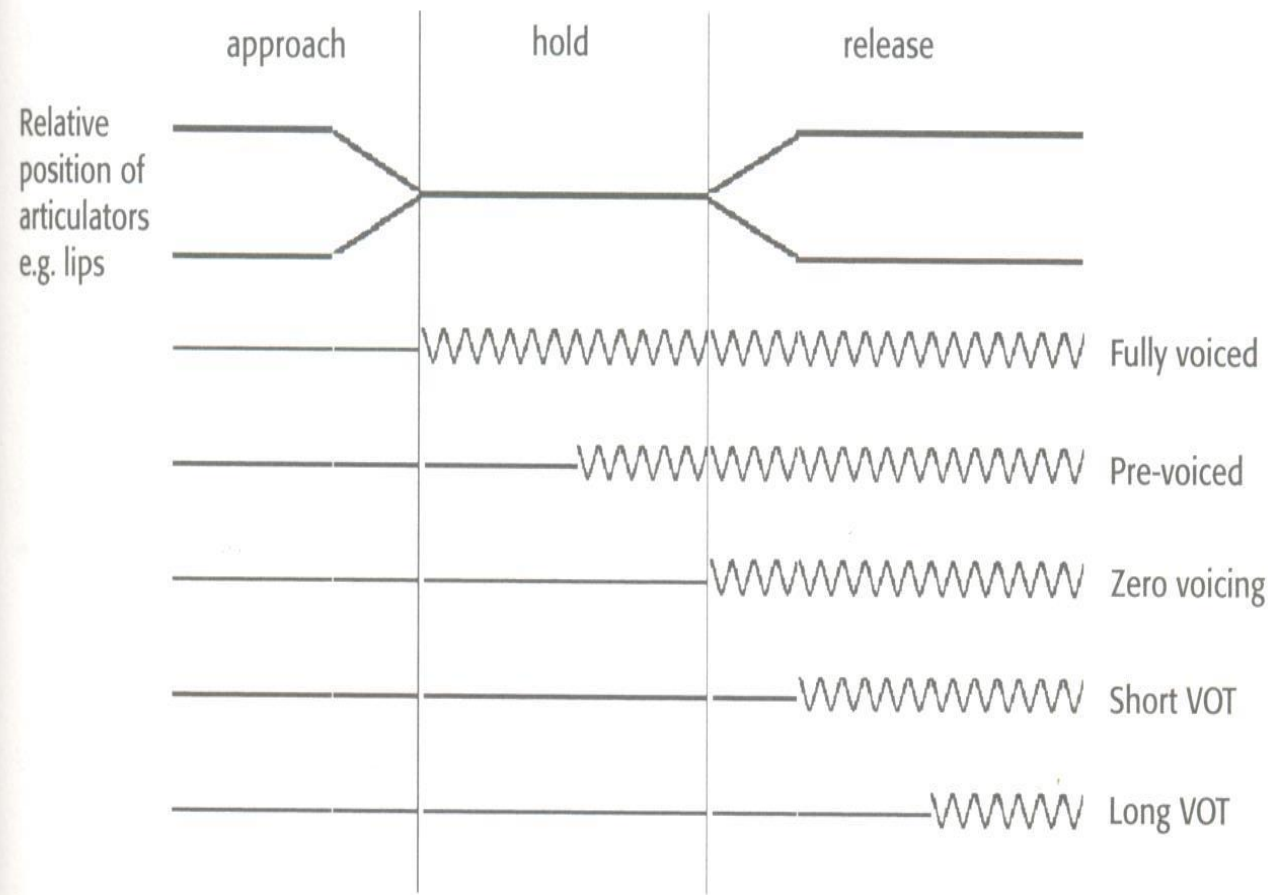 approach
hold
release
Relative
position of
articulators
e.g. lips
Fully voiced
Pre-voiced
Zero voicing
Short VOT
Long VOT